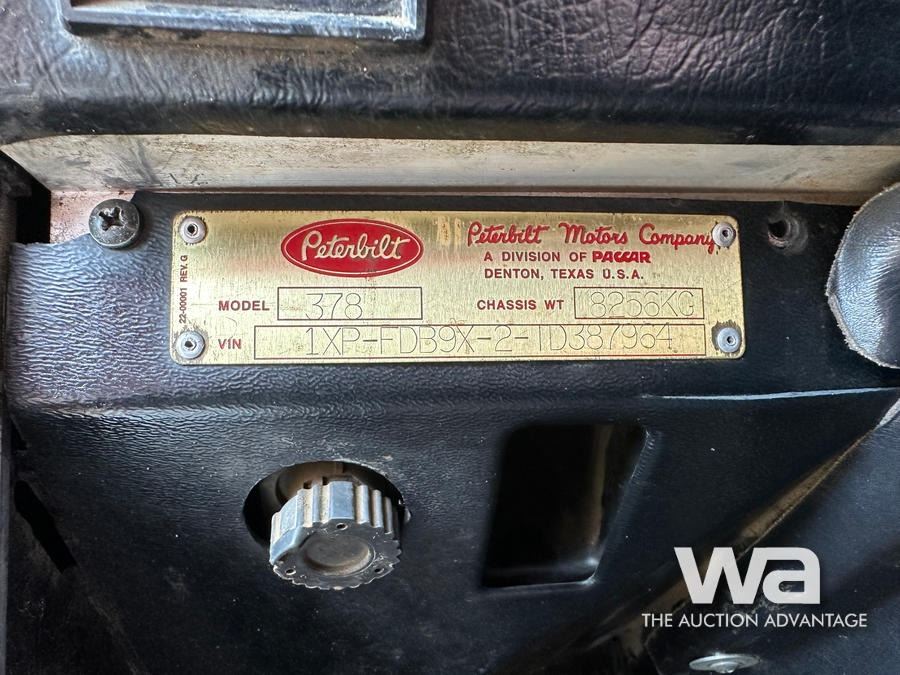 Peterbilt
Peterbilt Motors Company
A DIVISION OF PACCAR
DENTON, TEXAS U.S.A.
22-00001 REV. G
MODEL 378
CHASSIS WT 8256KG
VIN 1XP-FDB9X-2-TD387964
wa
THE AUCTION ADVANTAGE